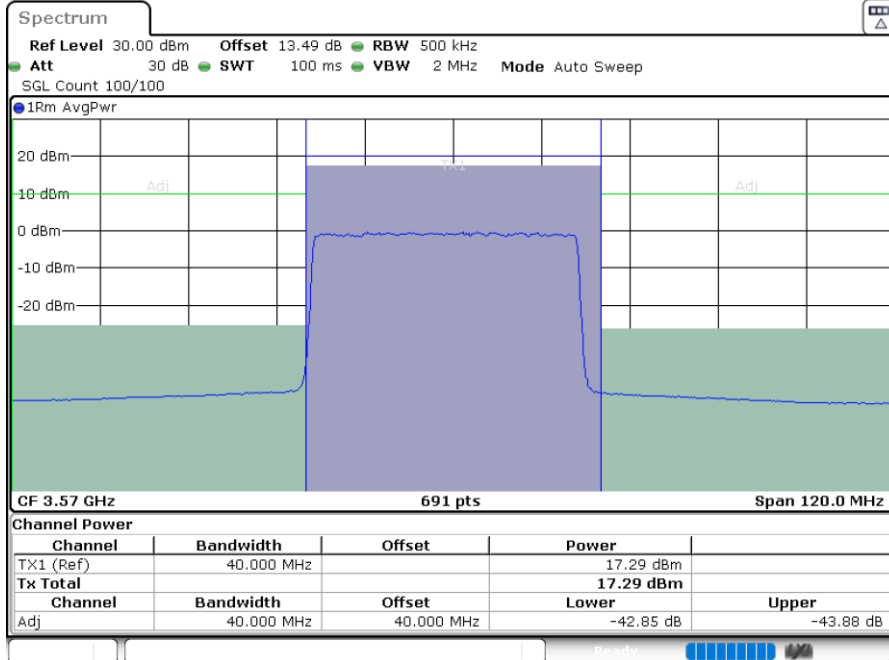 Spectrum
Ref Level 30.00 dBm Offset 13.49 dB RBW 500 kHz
Att 30 dB SWT 100 ms VBW 2 MHz Mode Auto Sweep
SGL Count 100/100
1Rm AvgPwr
20 dBm
TX1
Adj
Adj
10 dBm
0 dBm
-10 dBm
-20 dBm
CF 3.57 GHz 691 pts Span 120.0 MHz
Channel Power
Channel Bandwidth Offset Power
TX1 (Ref) 40.000 MHz 17.29 dBm
Tx Total 17.29 dBm
Channel Bandwidth Offset Lower Upper
Adj 40.000 MHz 40.000 MHz -42.85 dB -43.88 dB
Ready